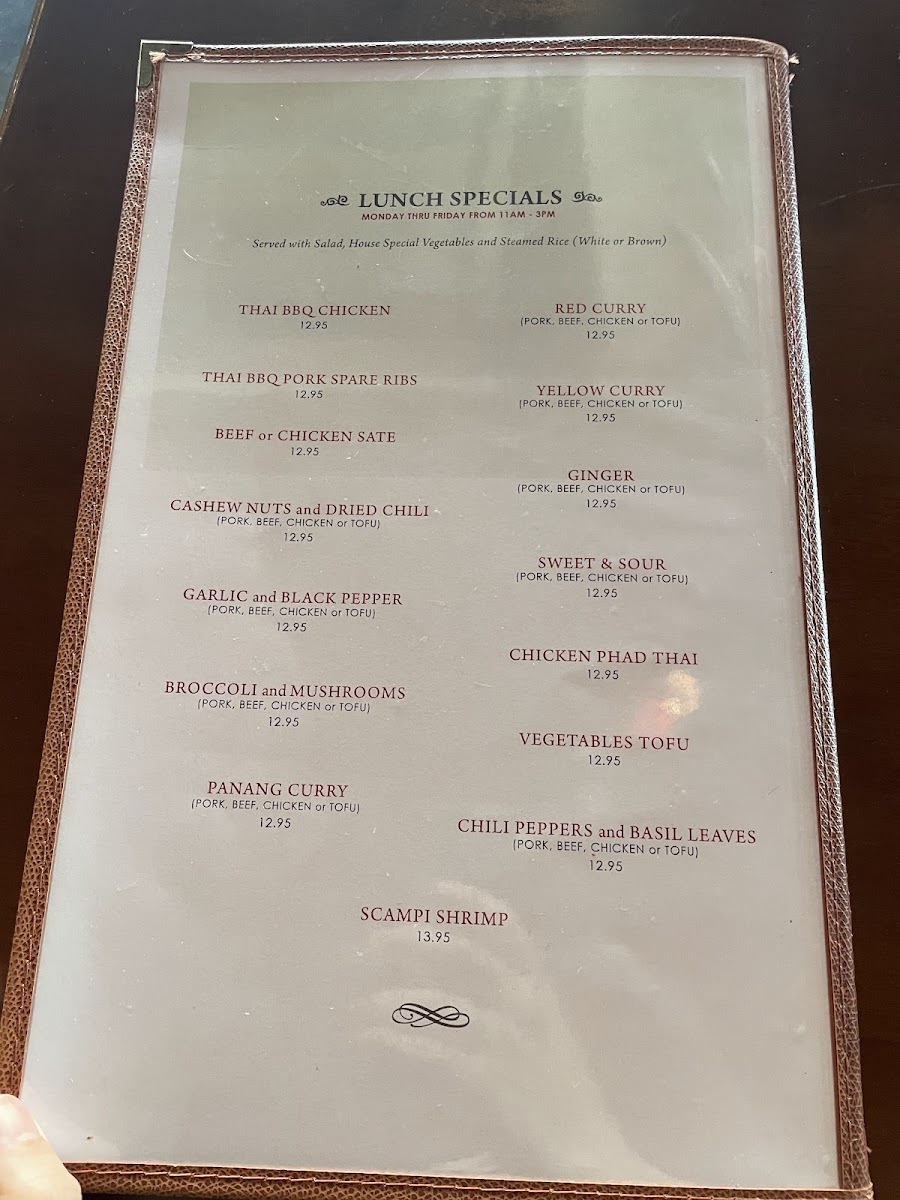 LUNCH SPECIALS
MONDAY THRU FRIDAY FROM 11AM - 3PM
Served with Salad, House Special Vegetables and Steamed Rice (White or Brown)
THAI BBQ CHICKEN
12.95
THAI BBQ PORK SPARE RIBS
12.95
BEEF or CHICKEN SATE
12.95
CASHEW NUTS and DRIED CHILI
(PORK, BEEF, CHICKEN or TOFU)
12.95
GARLIC and BLACK PEPPER
(PORK, BEEF, CHICKEN or TOFU)
12.95
BROCCOLI and MUSHROOMS
(PORK, BEEF, CHICKEN or TOFU)
12.95
PANANG CURRY
(PORK, BEEF, CHICKEN or TOFU)
12.95
RED CURRY
(PORK, BEEF, CHICKEN or TOFU)
12.95
YELLOW CURRY
(PORK, BEEF, CHICKEN or TOFU)
12.95
GINGER
(PORK, BEEF, CHICKEN or TOFU)
12.95
SWEET & SOUR
(PORK, BEEF, CHICKEN or TOFU)
12.95
CHICKEN PHAD THAI
12.95
VEGETABLES TOFU
12.95
CHILI PEPPERS and BASIL LEAVES
(PORK, BEEF, CHICKEN or TOFU)
12.95
SCAMPI SHRIMP
13.95